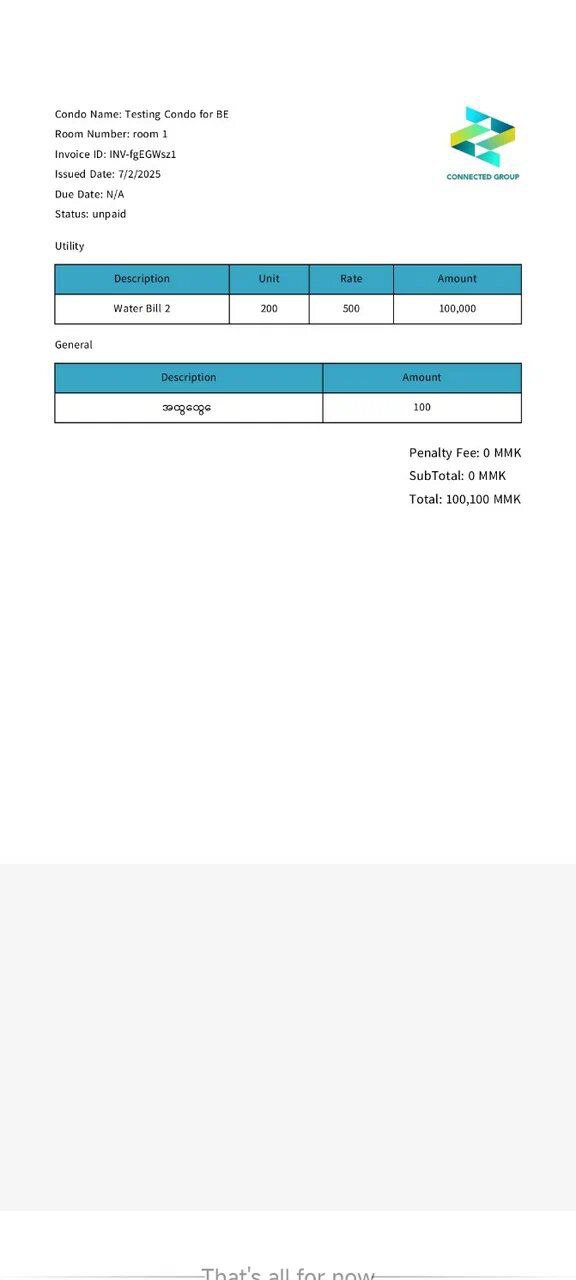 Condo Name: Testing Condo for BE
Room Number: room 1
Invoice ID: INV-fgEGWsz1
Issued Date: 7/2/2025
Due Date: N/A
Status: unpaid
CONNECTED GROUP
Utility
Description Unit Rate Amount
Water Bill 2 200 500 100,000
General
Description Amount
အထွထွေထွေ 100
Penalty Fee: 0 MMK
SubTotal: 0 MMK
Total: 100,100 MMK
That's all for now